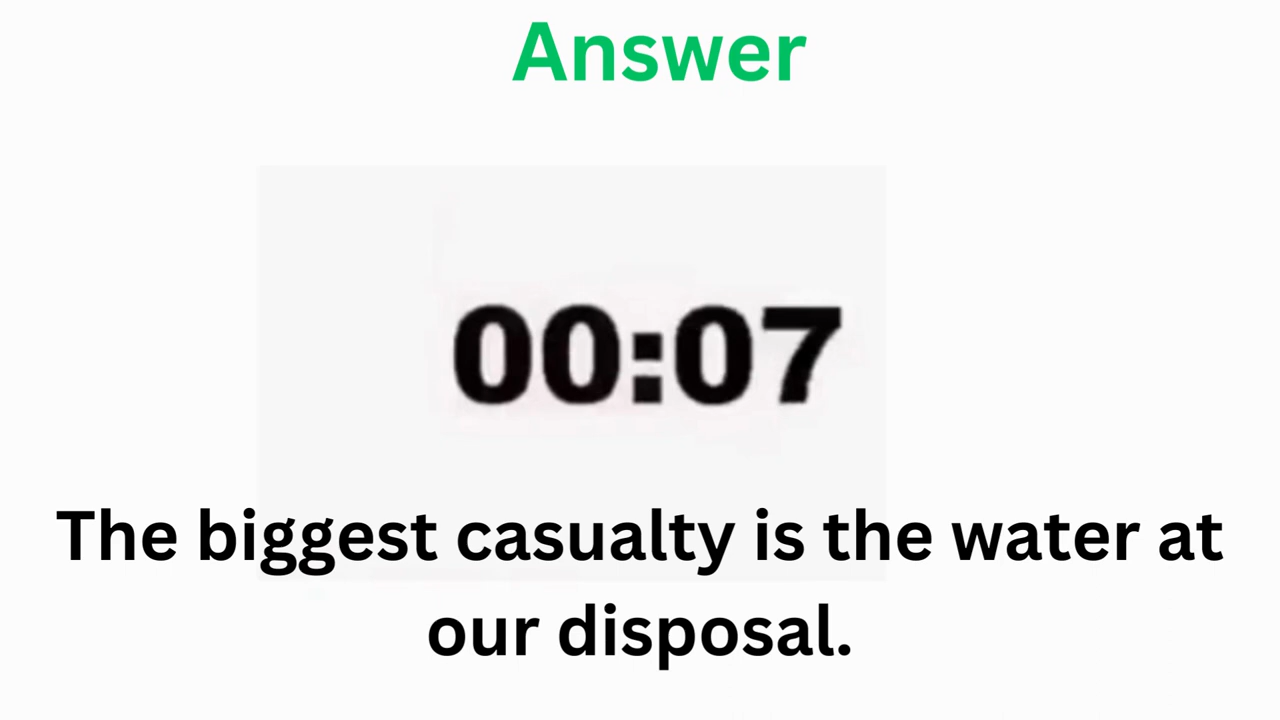 Answer
00:07
The biggest casualty is the water at
our disposal.